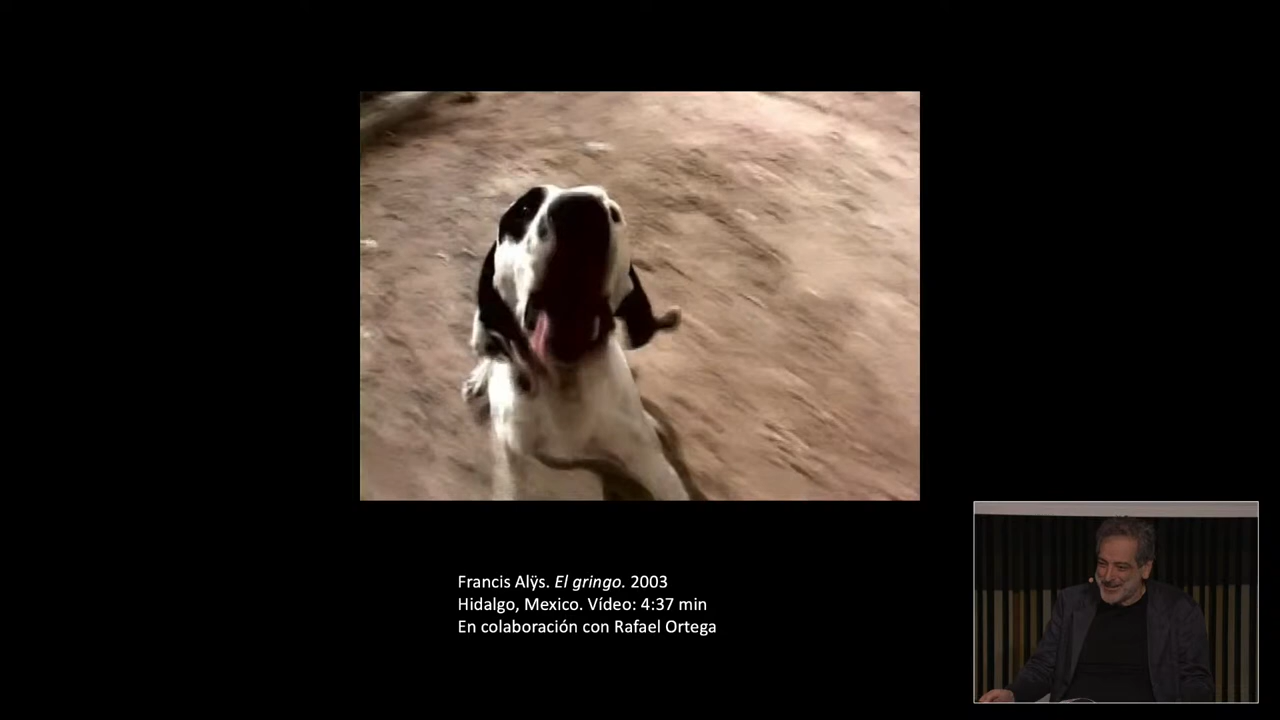 Francis Alÿs. El gringo. 2003
Hidalgo, Mexico. Vídeo: 4:37 min
En colaboración con Rafael Ortega